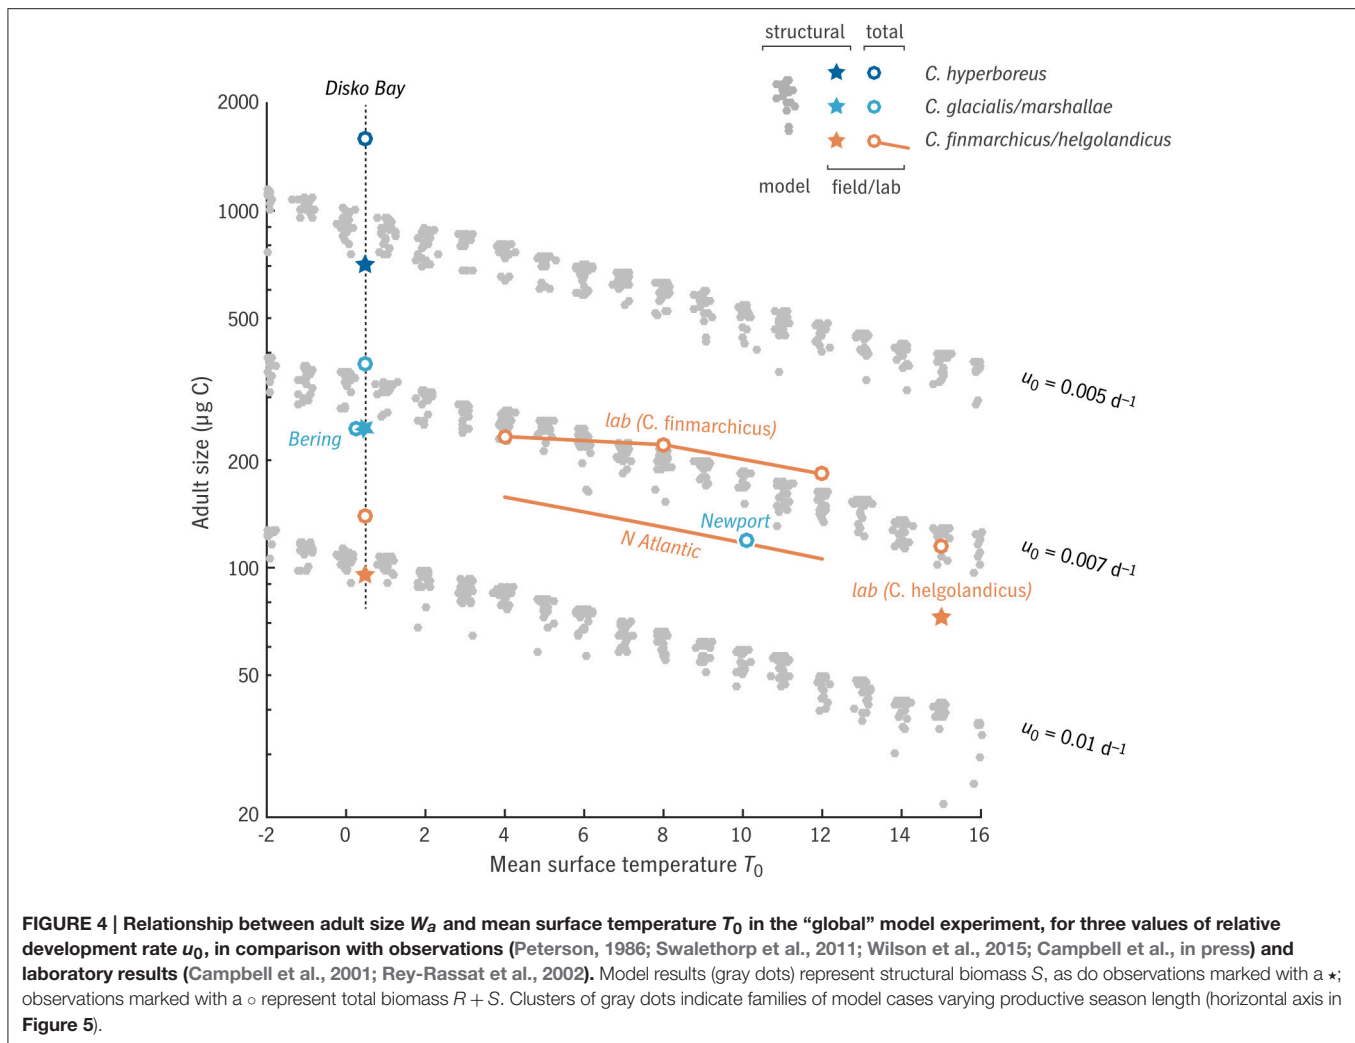 structural total
C. hyperboreus
C. glacialis/marshallae
C. finmarchicus/helgolandicus
model field/lab
Disko Bay
2000
1000
500
200
100
50
20
Adult size (µg C)
Bering
lab (C. finmarchicus)
Newport
N Atlantic
lab (C. helgolandicus)
u0 = 0.005 d–1
u0 = 0.007 d–1
u0 = 0.01 d–1
-2 0 2 4 6 8 10 12 14 16
Mean surface temperature T0
FIGURE 4 | Relationship between adult size Wa and mean surface temperature T0 in the “global” model experiment, for three values of relative
development rate u0, in comparison with observations (Peterson, 1986; Swalethorp et al., 2011; Wilson et al., 2015; Campbell et al., in press) and
laboratory results (Campbell et al., 2001; Rey-Rassat et al., 2002). Model results (gray dots) represent structural biomass S, as do observations marked with a ⋆;
observations marked with a ○ represent total biomass R + S. Clusters of gray dots indicate families of model cases varying productive season length (horizontal axis in
Figure 5).